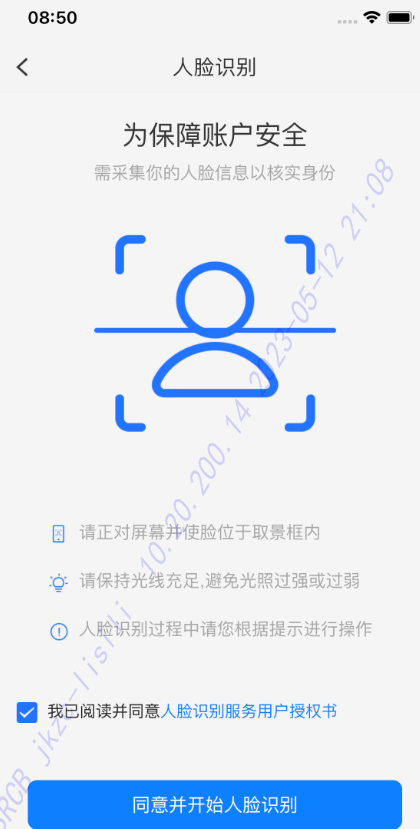 08:50
人脸识别
为保障账户安全
需采集你的人脸信息以核实身份
请正对屏幕并使脸位于取景框内
请保持光线充足,避免光照过强或过弱
人脸识别过程中请您根据提示进行操作
我已阅读并同意人脸识别服务用户授权书
同意并开始人脸识别
10.20.200.14 2023-05-12 21:08